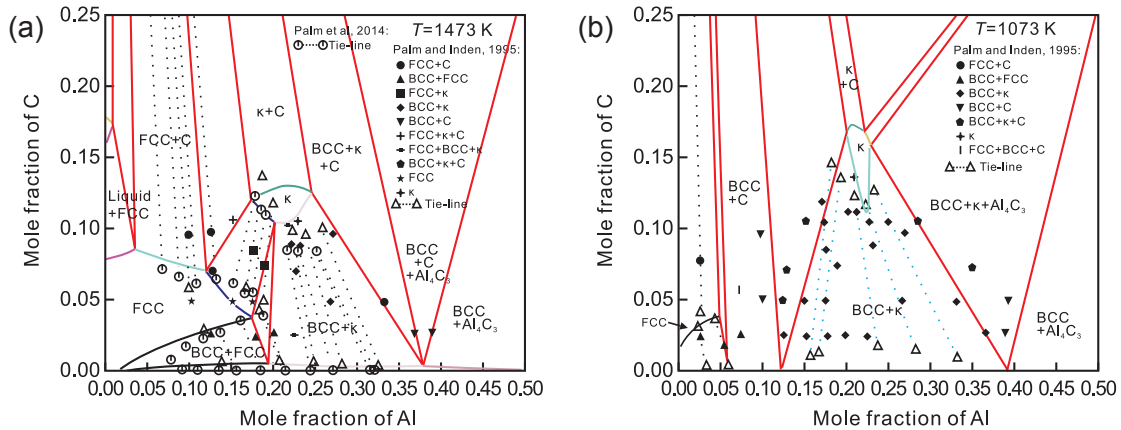 (a)
Palm et al, 2014:
Tie-line
T=1473 K
Palm and Inden, 1995:
FCC+C
BCC+FCC
BCC+κ
FCC+κ
BCC+C
FCC+κ+C
FCC+BCC+κ
BCC+κ+C
FCC
κ
Tie-line
κ+C
FCC+C
BCC+κ
+C
κ
Liquid
+FCC
BCC
+C
+Al₄C₃
FCC
BCC
+Al₄C₃
BCC+κ
BCC+FCC
0.25
0.20
0.15
0.10
0.05
0.00
Mole fraction of C
0.00 0.05 0.10 0.15 0.20 0.25 0.30 0.35 0.40 0.45 0.50
Mole fraction of Al
(b)
T=1073 K
Palm and Inden, 1995:
FCC+C
BCC+FCC
BCC+κ
BCC+C
BCC+κ+C
κ
FCC+BCC+C
Tie-line
κ
+C
κ
BCC
+C
BCC+κ+Al₄C₃
FCC
BCC+κ
BCC
+Al₄C₃
0.25
0.20
0.15
0.10
0.05
0.00
Mole fraction of C
0.00 0.05 0.10 0.15 0.20 0.25 0.30 0.35 0.40 0.45 0.50
Mole fraction of Al